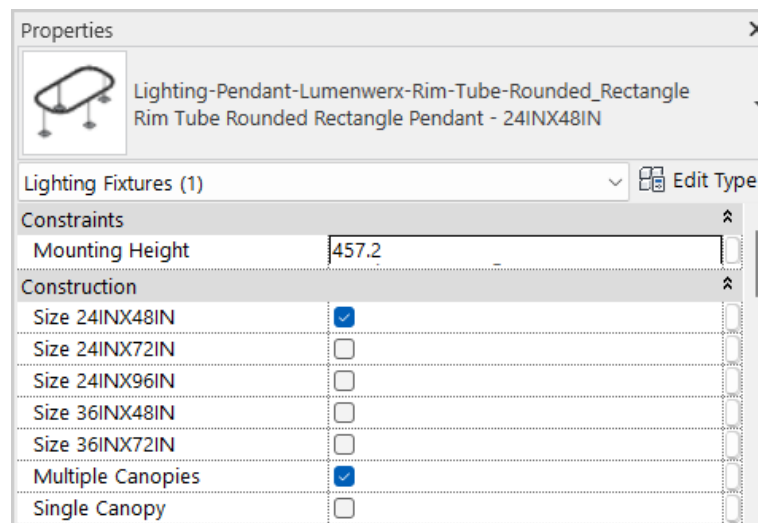 Properties
Lighting-Pendant-Lumenwerx-Rim-Tube-Rounded_Rectangle
Rim Tube Rounded Rectangle Pendant - 24INX48IN
Lighting Fixtures (1)
Edit Type
Constraints
Mounting Height 457.2
Construction
Size 24INX48IN
Size 24INX72IN
Size 24INX96IN
Size 36INX48IN
Size 36INX72IN
Multiple Canopies
Single Canopy